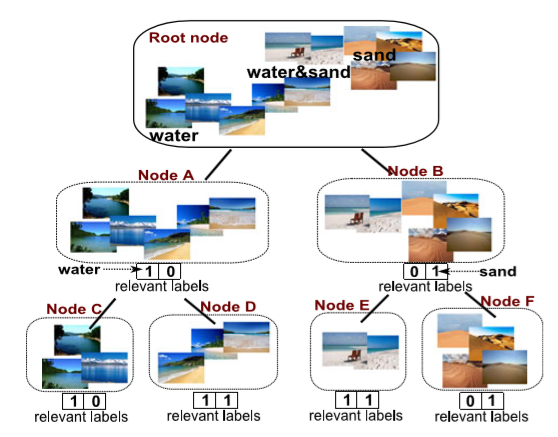 Root node
sand
water&sand
water
Node A
Node B
water
1 0
relevant labels
0 1
sand
relevant labels
Node C
Node D
Node E
Node F
1 0
relevant labels
1 1
relevant labels
1 1
relevant labels
0 1
relevant labels